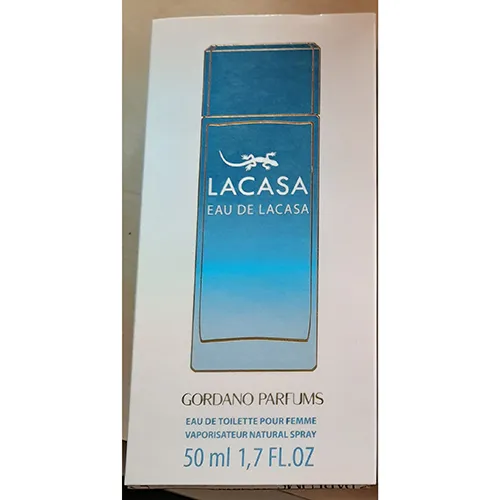 LACASA
EAU DE LACASA
GORDANO PARFUMS
EAU DE TOILETTE POUR FEMME
VAPORISATEUR NATURAL SPRAY
50 ml 1,7 FL.OZ